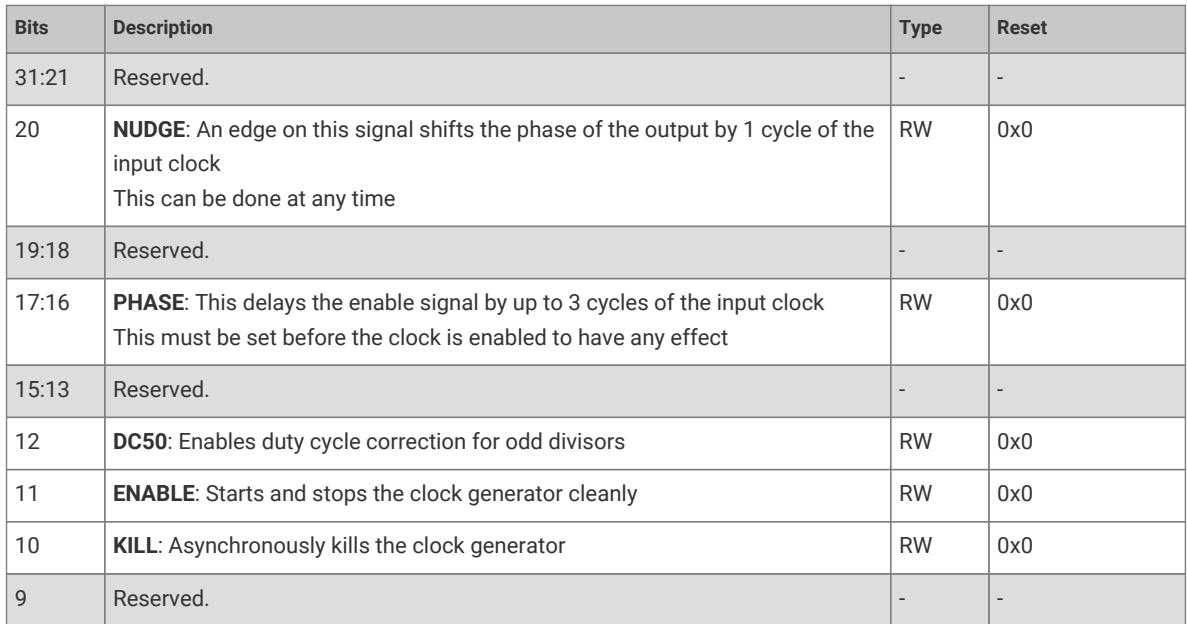 Bits Description Type Reset
31:21 Reserved. - -
20 NUDGE: An edge on this signal shifts the phase of the output by 1 cycle of the RW 0x0
input clock
This can be done at any time
19:18 Reserved. - -
17:16 PHASE: This delays the enable signal by up to 3 cycles of the input clock RW 0x0
This must be set before the clock is enabled to have any effect
15:13 Reserved. - -
12 DC50: Enables duty cycle correction for odd divisors RW 0x0
11 ENABLE: Starts and stops the clock generator cleanly RW 0x0
10 KILL: Asynchronously kills the clock generator RW 0x0
9 Reserved. - -